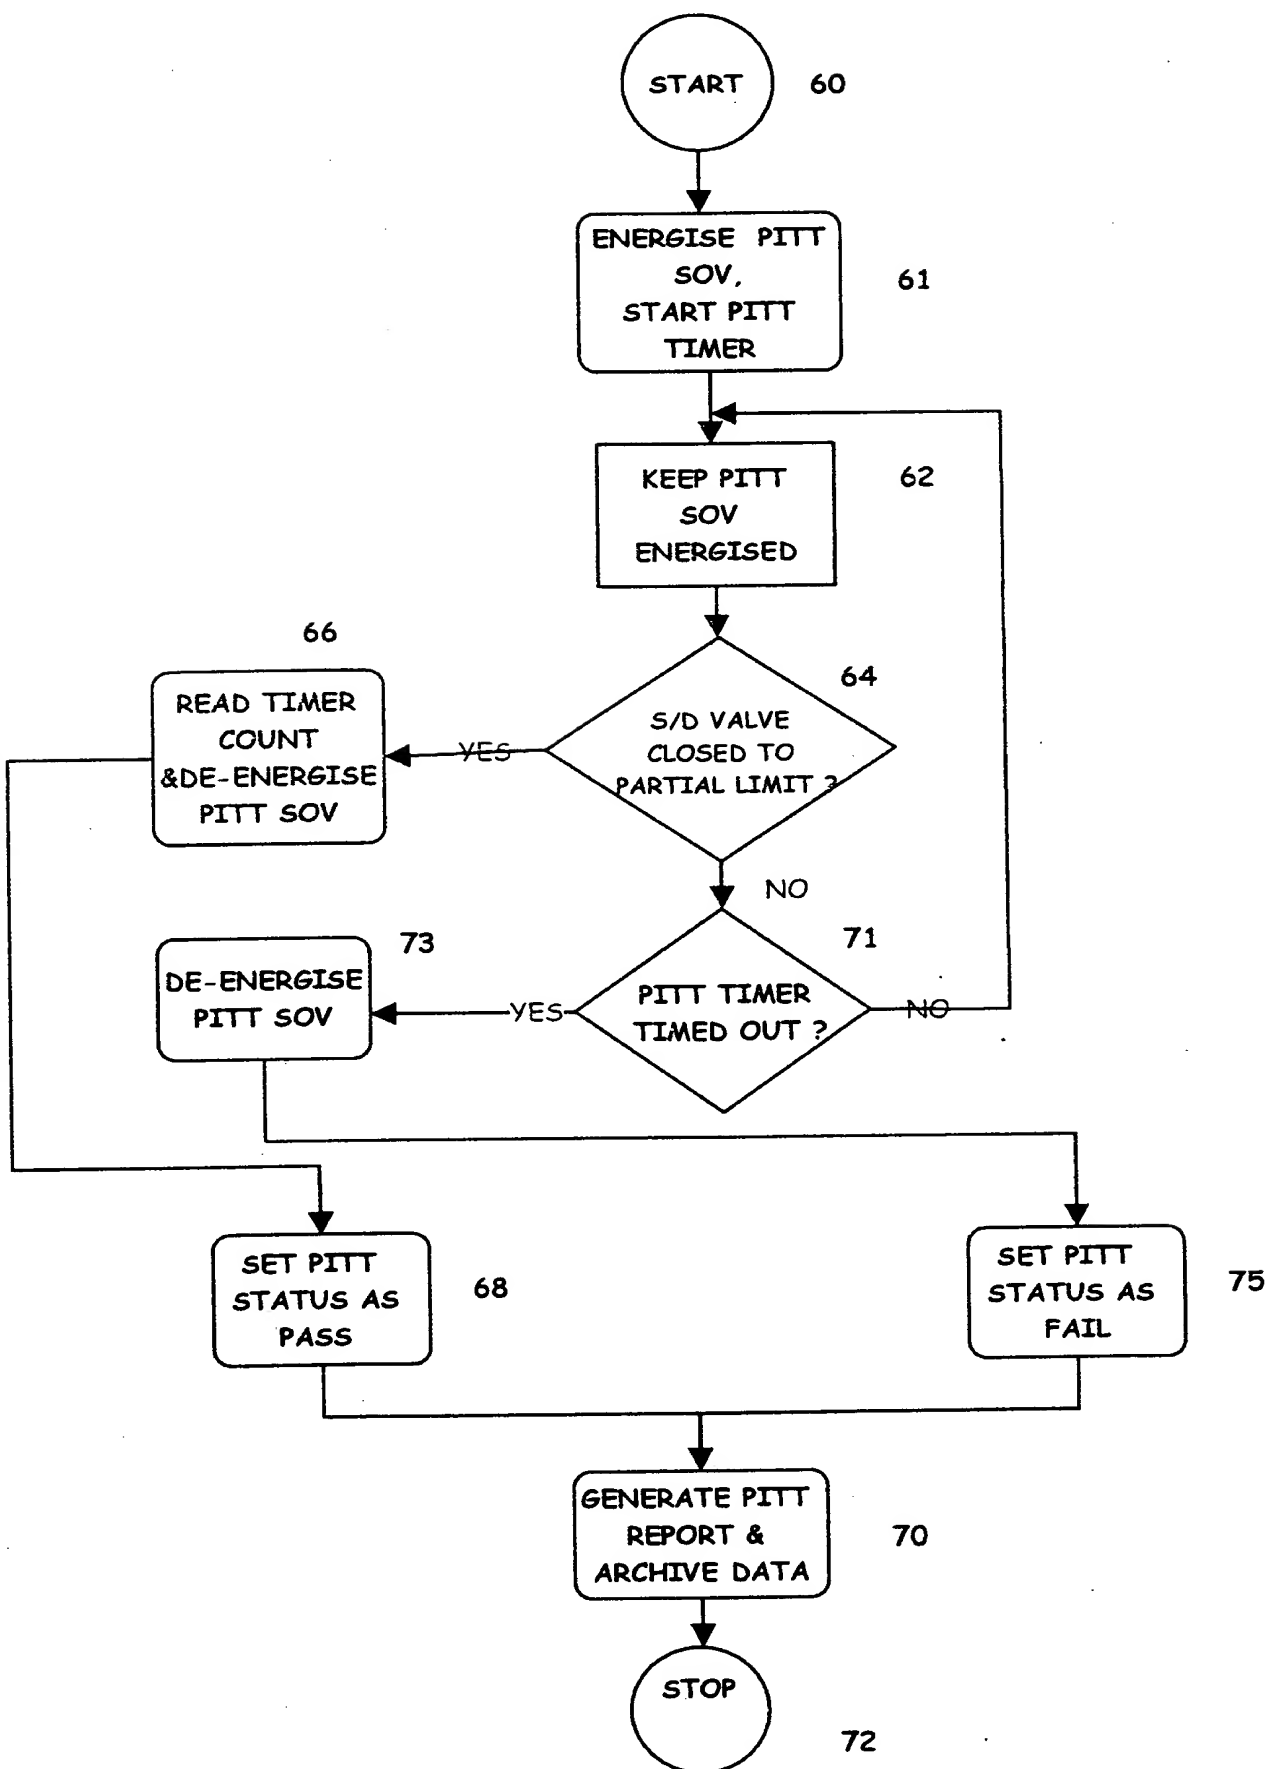 START
60
ENERGISE PITT
SOV,
START PITT
TIMER
61
KEEP PITT
SOV
ENERGISED
62
66
READ TIMER
COUNT
&DE-ENERGISE
PITT SOV
YES
64
S/D VALVE
CLOSED TO
PARTIAL LIMIT ?
NO
73
DE-ENERGISE
PITT SOV
YES
71
PITT TIMER
TIMED OUT ?
NO
SET PITT
STATUS AS
PASS
68
SET PITT
STATUS AS
FAIL
75
GENERATE PITT
REPORT &
ARCHIVE DATA
70
STOP
72